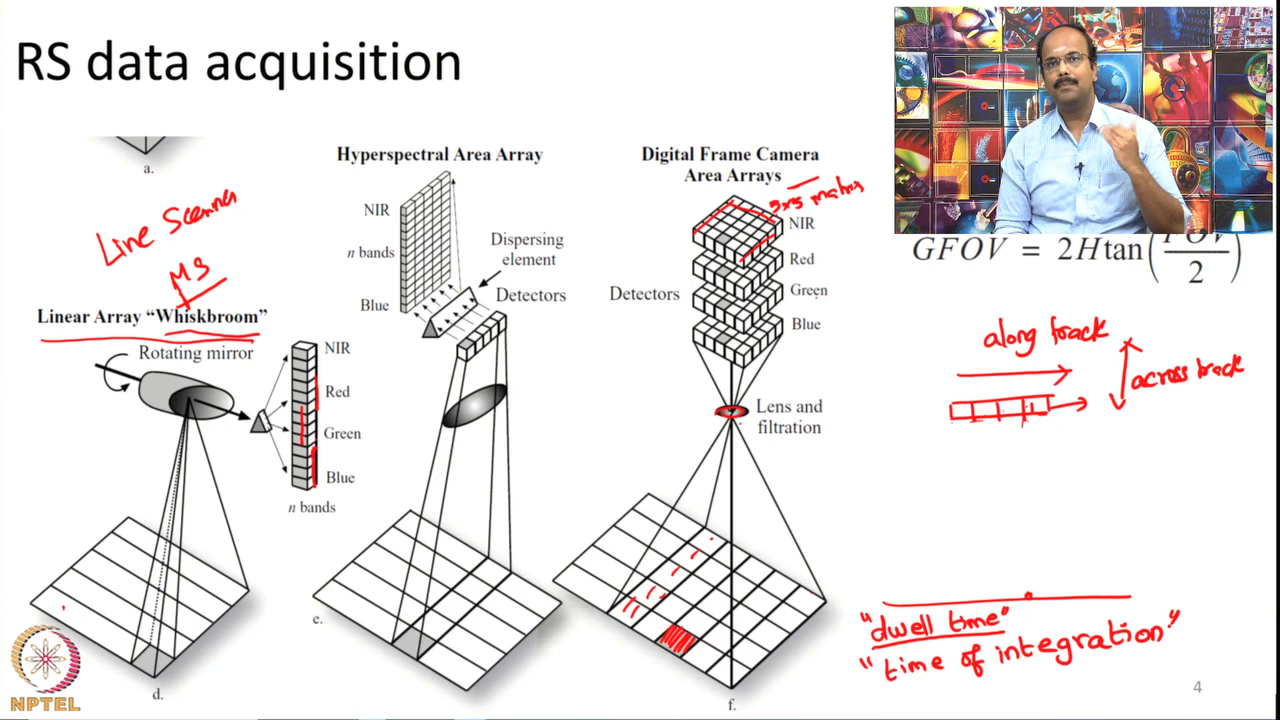 RS data acquisition
a.
Line Scanner
MS
Linear Array “Whiskbroom”
Rotating mirror
NIR
Red
Green
Blue
n bands
d.
Hyperspectral Area Array
NIR
n bands
Blue
Dispersing
element
Detectors
e.
Digital Frame Camera
Area Arrays
5x5 matrix
NIR
Red
Green
Blue
Detectors
Lens and
filtration
f.
GFOV = 2H tan(FOV/2)
along track
across track
"dwell time"
"time of integration"
4
NPTEL